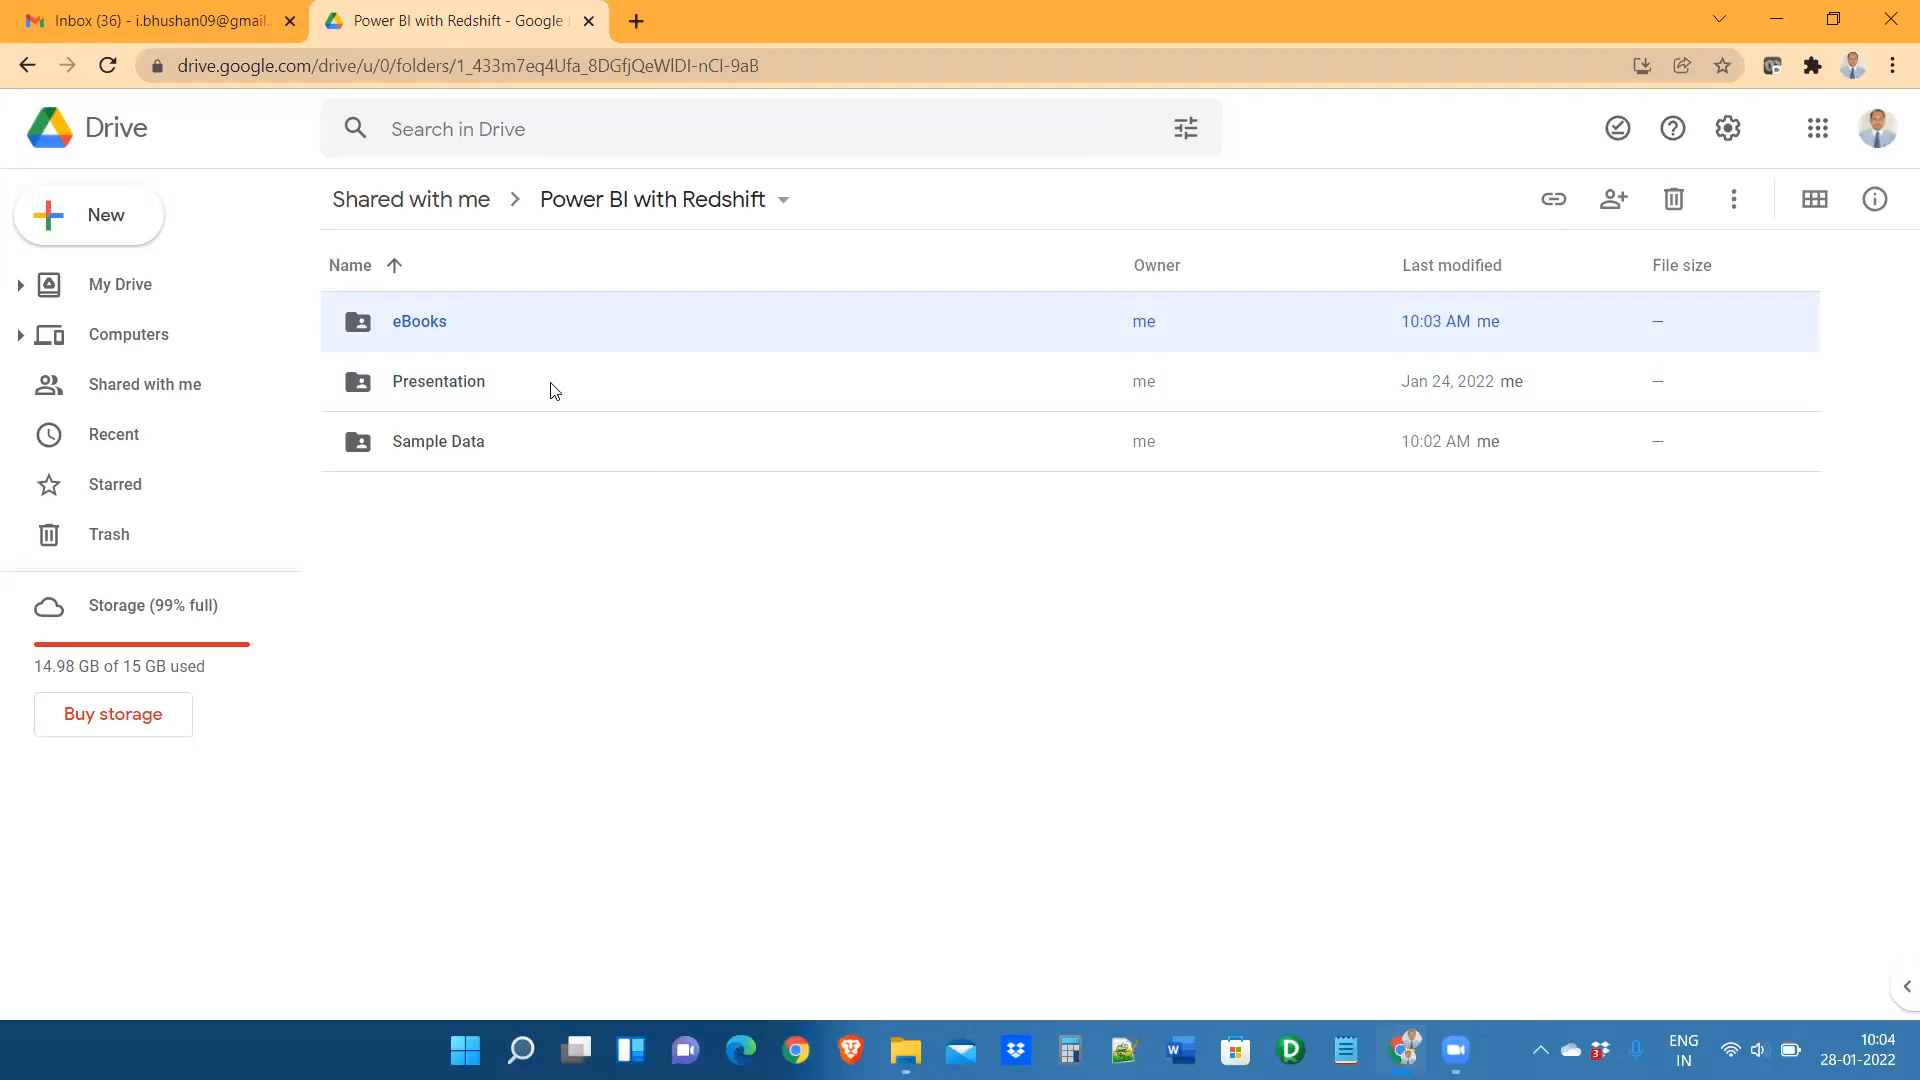 Inbox (36) - i.bhushan09@gmail.
Power BI with Redshift - Google
drive.google.com/drive/u/0/folders/1_433m7eq4Ufa_8DGfjQeWlDI-nCI-9aB
Drive
Search in Drive
New
Shared with me > Power BI with Redshift
Name Owner Last modified File size
eBooks me 10:03 AM me –
Presentation me Jan 24, 2022 me –
Sample Data me 10:02 AM me –
My Drive
Computers
Shared with me
Recent
Starred
Trash
Storage (99% full)
14.98 GB of 15 GB used
Buy storage
3
ENG
IN
10:04
28-01-2022